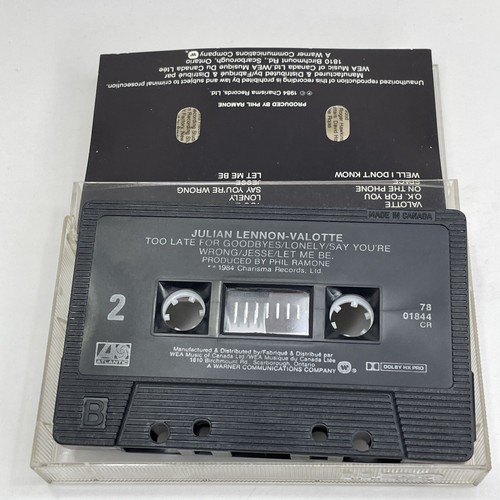 Unauthorized reproduction of this recording is prohibited by law and subject to criminal prosecution.
Manufactured & Distributed by/Fabriqué & Distribué par
WEA Music of Canada Ltd./WEA Musique Du Canada Ltée
1810 Birchmount Rd. Scarborough, Ontario
A Warner Communications Company
℗ © 1984 Charisma Records, Ltd.
PRODUCED BY PHIL RAMONE
VALOTTE
O.K. FOR YOU
ON THE PHONE
SPACE
WELL I DON'T KNOW
LONELY
SAY YOU'RE WRONG
JESSE
LET ME BE
MADE IN CANADA
JULIAN LENNON-VALOTTE
TOO LATE FOR GOODBYES/LONELY/SAY YOU'RE
WRONG/JESSE/LET ME BE.
PRODUCED BY PHIL RAMONE
1984 Charisma Records, Ltd.
2
78
01844
CR
Manufactured & Distributed by/Fabriqué & Distribué par
WEA Music of Canada Ltd./WEA Musique du Canada Ltée
1810 Birchmount Rd. Scarborough, Ontario
A WARNER COMMUNICATIONS COMPANY
ATLANTIC
DOLBY HX PRO
B